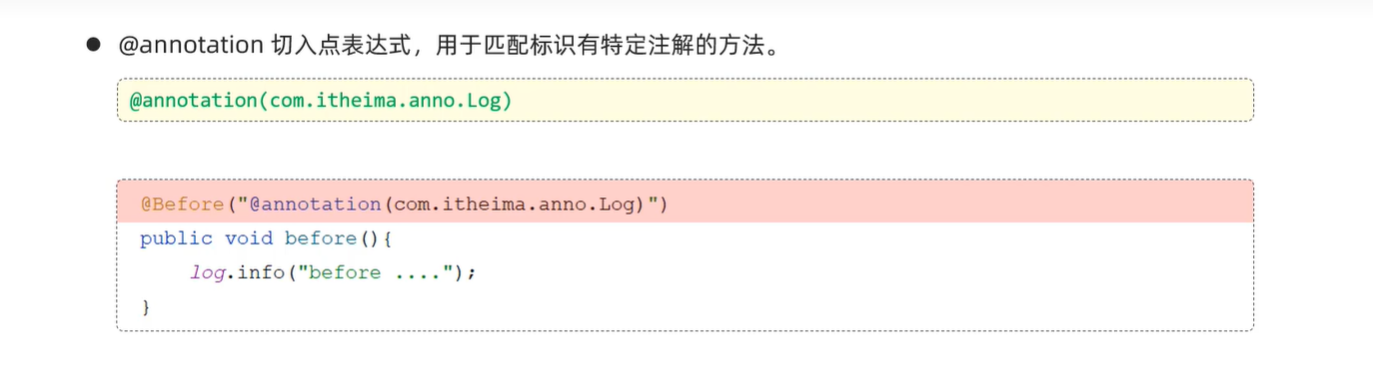 ● @annotation 切入点表达式，用于匹配标识有特定注解的方法。
@annotation(com.itheima.anno.Log)
@Before("@annotation(com.itheima.anno.Log)")
public void before(){
    log.info("before ....");
}